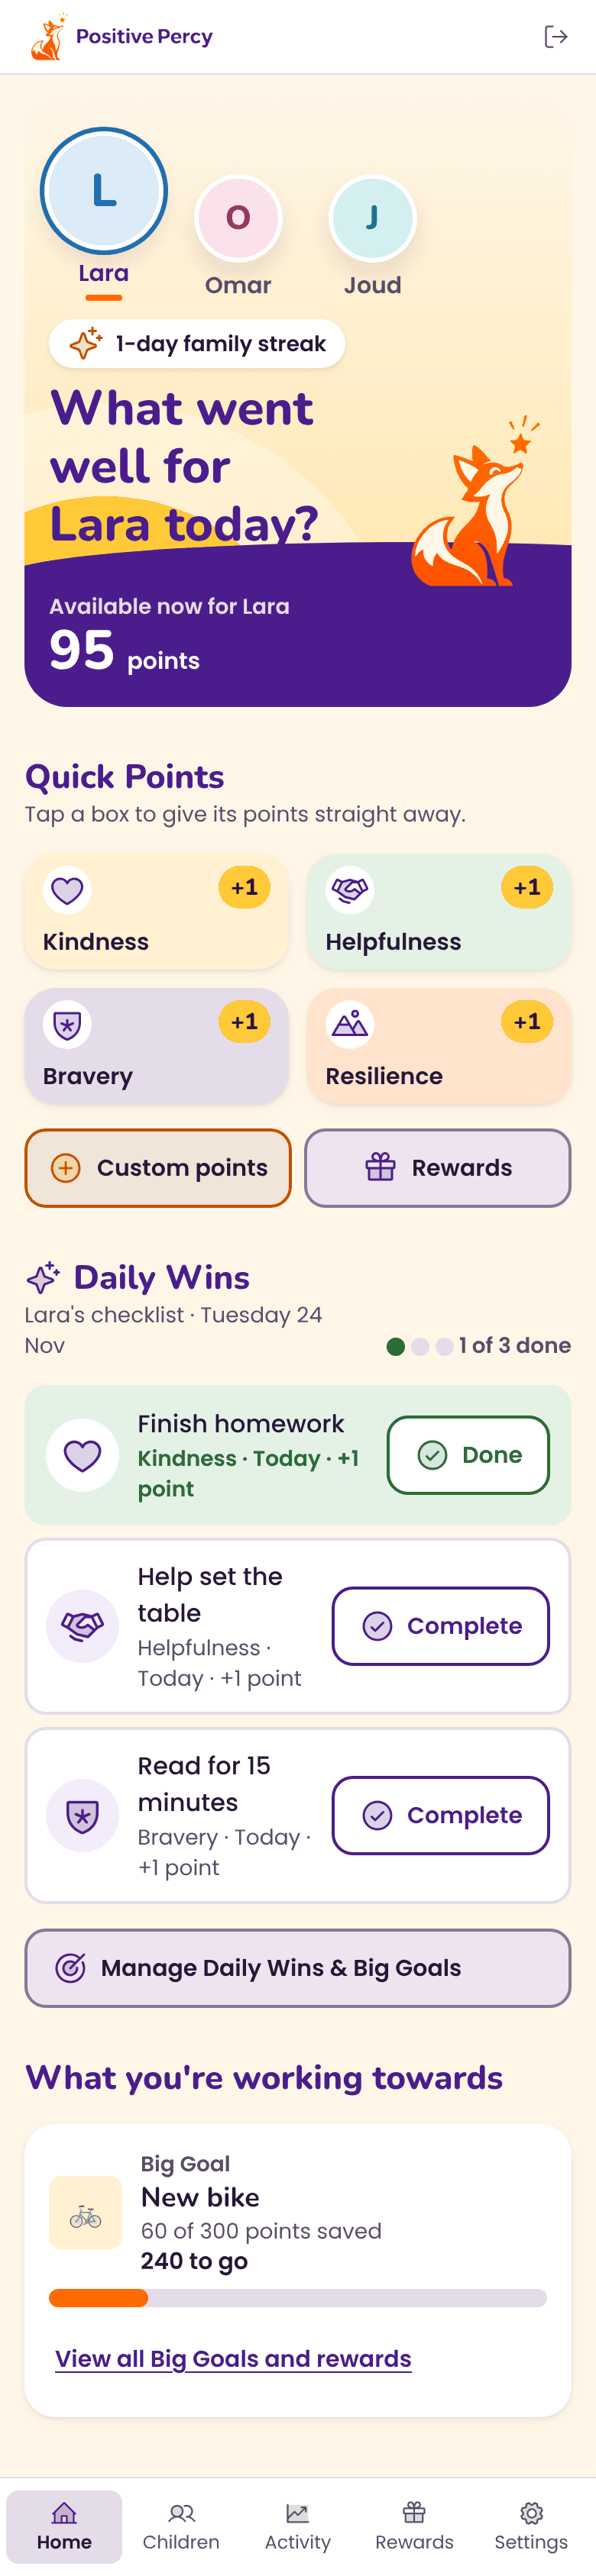 Positive Percy
L
O
J
Lara
Omar
Joud
1-day family streak
What went
well for
Lara today?
Available now for Lara
95 points
Quick Points
Tap a box to give its points straight away.
+1
Kindness
+1
Helpfulness
+1
Bravery
+1
Resilience
Custom points
Rewards
Daily Wins
Lara's checklist · Tuesday 24
Nov
1 of 3 done
Finish homework
Kindness · Today · +1
point
Done
Help set the
table
Helpfulness ·
Today · +1 point
Complete
Read for 15
minutes
Bravery · Today ·
+1 point
Complete
Manage Daily Wins & Big Goals
What you're working towards
Big Goal
New bike
60 of 300 points saved
240 to go
View all Big Goals and rewards
Home
Children
Activity
Rewards
Settings